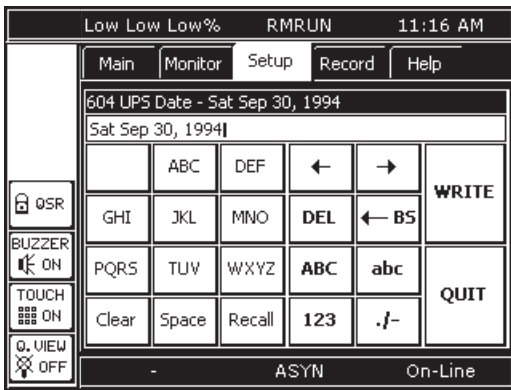 Low Low Low% RMRUN 11:16 AM
Main Monitor Setup Record Help
604 UPS Date - Sat Sep 30, 1994
Sat Sep 30, 1994
ABC DEF ← → WRITE
OSR GHI JKL MNO DEL ← BS
BUZZER ON PQRS TUV WXYZ ABC abc QUIT
TOUCH ON Clear Space Recall 123 ./-
Q. VIEW OFF
- ASYN On-Line